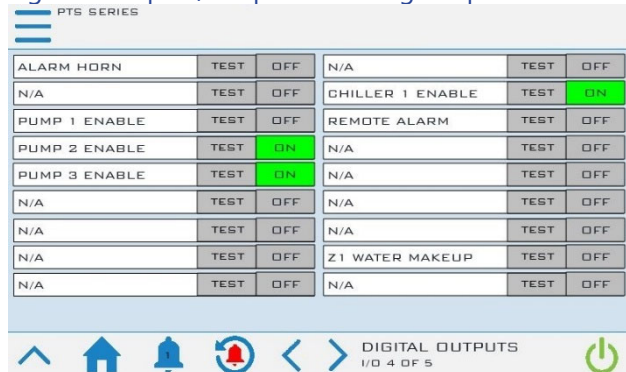 PTS SERIES
ALARM HORN TEST OFF N/A TEST OFF
N/A TEST OFF CHILLER 1 ENABLE TEST ON
PUMP 1 ENABLE TEST OFF REMOTE ALARM TEST OFF
PUMP 2 ENABLE TEST ON N/A TEST OFF
PUMP 3 ENABLE TEST ON N/A TEST OFF
N/A TEST OFF N/A TEST OFF
N/A TEST OFF N/A TEST OFF
N/A TEST OFF Z1 WATER MAKEUP TEST OFF
N/A TEST OFF N/A TEST OFF
1
DIGITAL OUTPUTS
I/O 4 OF 5